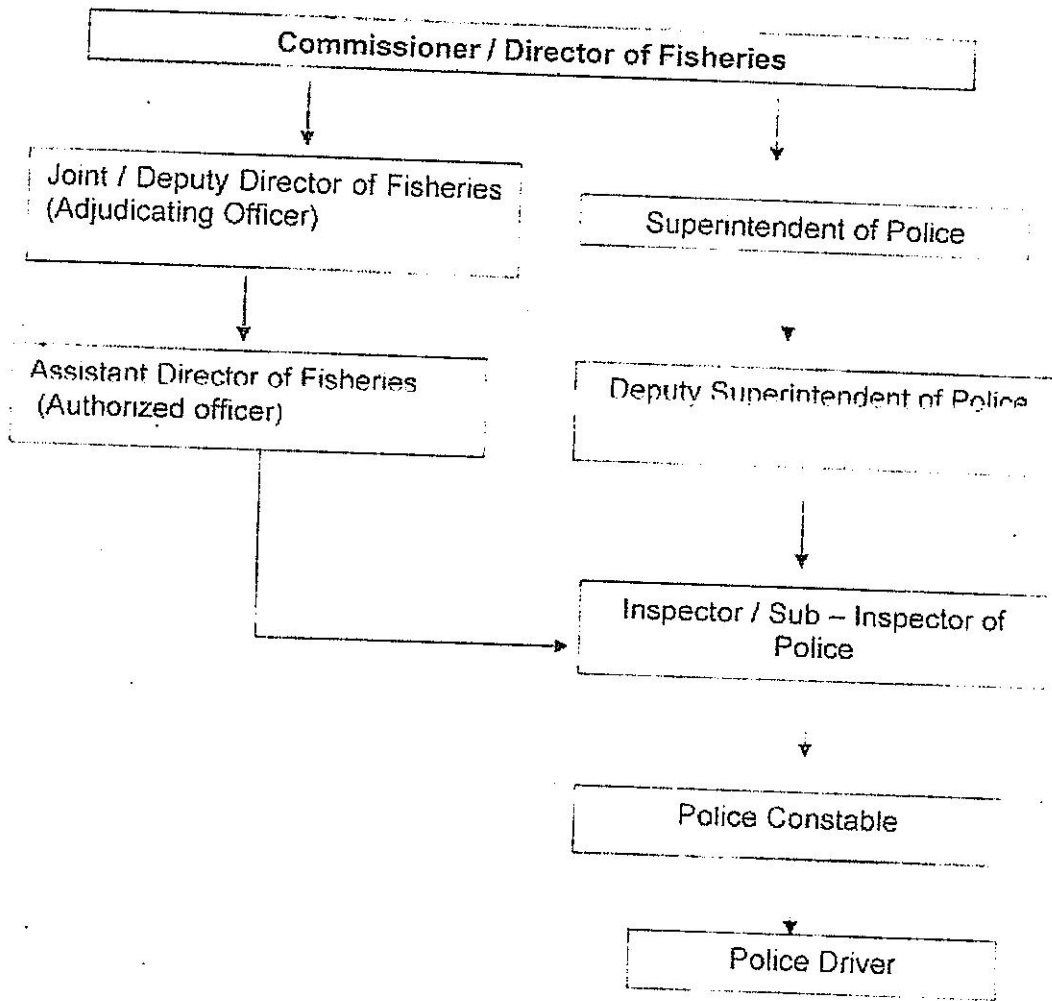 Commissioner / Director of Fisheries
Joint / Deputy Director of Fisheries
(Adjudicating Officer)
Superintendent of Police
Assistant Director of Fisheries
(Authorized officer)
Deputy Superintendent of Police
Inspector / Sub – Inspector of
Police
Police Constable
Police Driver